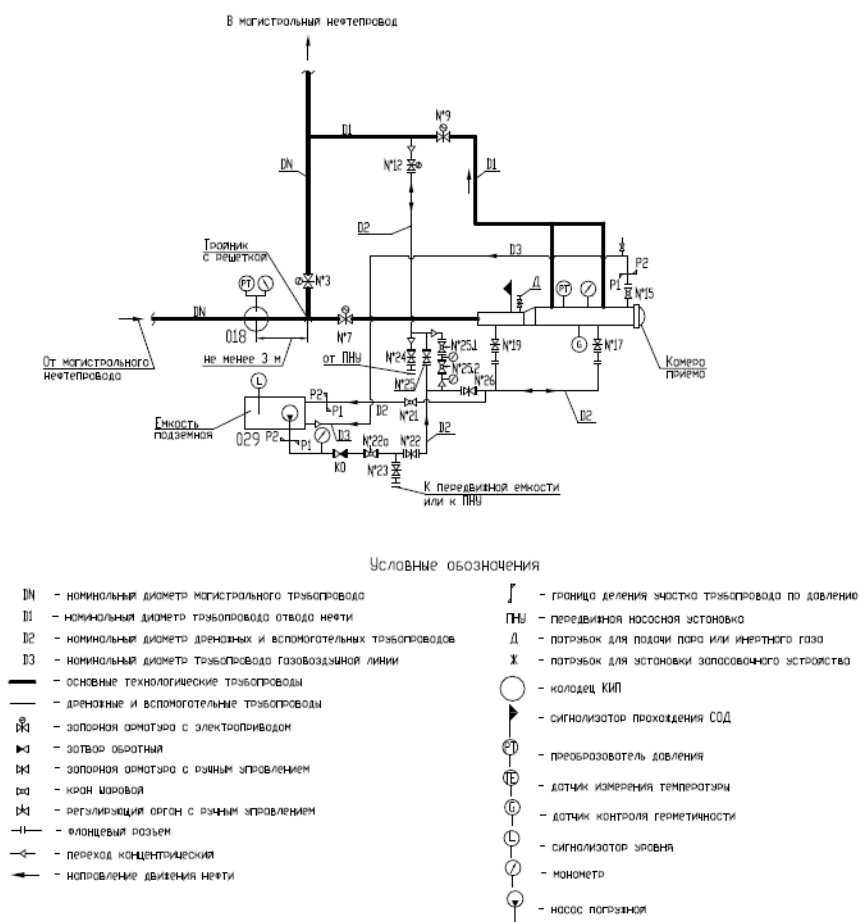 В магистральный нефтепровод
N°9
D1
N°12
DN
D1
D2
Тройник
с решеткой
D3
P2
P1
PT
N°3
Д
PT
N°15
DN
018
N°7
G
От магистрального
нефтепровода
не менее 3 м
от ПНУ
N°24
N°25.1
N°25
N°25.2
N°26
N°19
N°17
Камера
приема
L
P2
P1
D2
N°21
D2
Емкость
подземная
029
P2
P1
D3
N°22а
N°22
D2
КО
N°23
К передвижной емкости
или к ПНУ
Условные обозначения
DN - номинальный диаметр магистрального трубопровода
D1 - номинальный диаметр трубопровода отвода нефти
D2 - номинальный диаметр дренажных и вспомогательных трубопроводов
D3 - номинальный диаметр трубопровода газовоздушной линии
- основные технологические трубопроводы
- дренажные и вспомогательные трубопроводы
- запорная арматура с электроприводом
- затвор обратный
- запорная арматура с ручным управлением
- кран шаровой
- регулирующий орган с ручным управлением
- фланцевый разъем
- переход концентрический
- направление движения нефти
- граница деления участка трубопровода по давлению
ПНУ - передвижная насосная установка
Д - патрубок для подачи пара или инертного газа
Ж - патрубок для установки запасовочного устройства
- колодец КИП
- сигнализатор прохождения СОД
PT - преобразователь давления
TE - датчик измерения температуры
G - датчик контроля герметичности
L - сигнализатор уровня
- манометр
- насос погружной